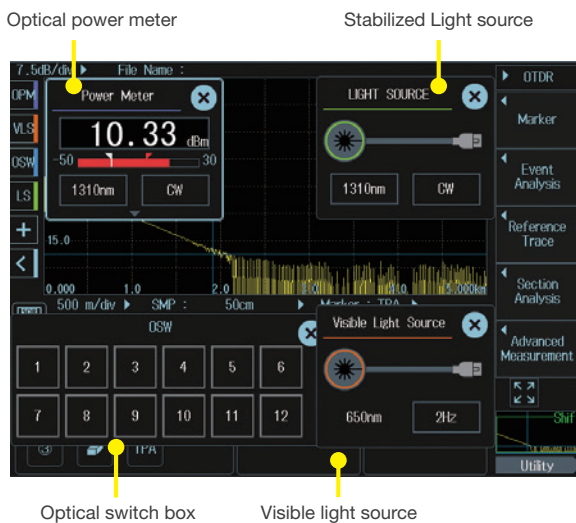 Optical power meter
Stabilized Light source
7.5dB/div File Name :
OTDR
OPM
VLS
OSW
LS
Power Meter
10.33 dBm
-50 30
1310nm CW
LIGHT SOURCE
1310nm CW
Marker
Event
Analysis
Reference
Trace
Section
Analysis
Advanced
Measurement
15.0
0.000 1.0 2.0 5.000km
500 m/div SMP : 50cm Marker : TPA
OSW
1 2 3 4 5 6
7 8 9 10 11 12
Visible Light Source
650nm 2Hz
3 TPA
Shif
Utility
Optical switch box
Visible light source